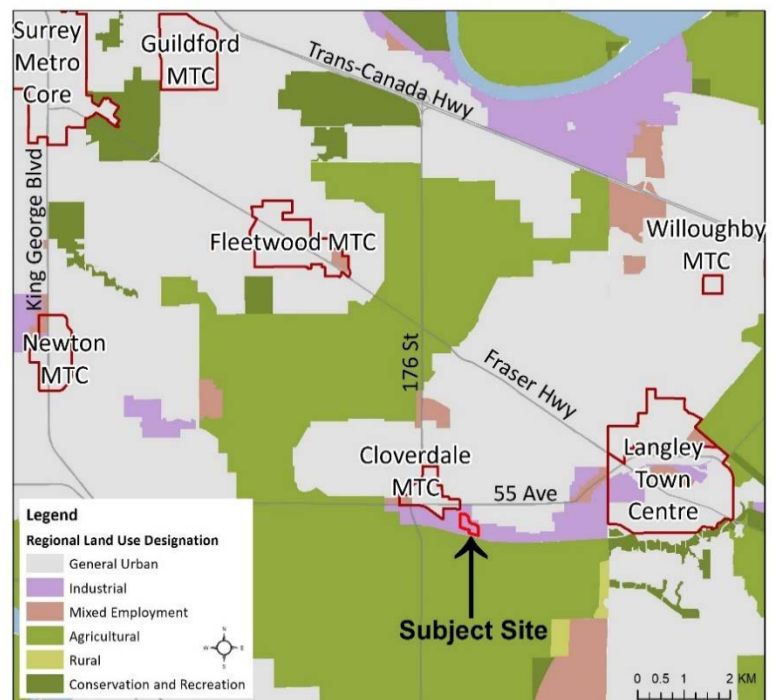 Surrey
Metro
Core
Guildford
MTC
Trans-Canada Hwy
King George Blvd
Fleetwood MTC
Willoughby
MTC
Newton
MTC
176 St
Fraser Hwy
Cloverdale
MTC
55 Ave
Langley
Town
Centre
Subject Site
Legend
Regional Land Use Designation
General Urban
Industrial
Mixed Employment
Agricultural
Rural
Conservation and Recreation
N
W
E
S
0 0.5 1 2 KM